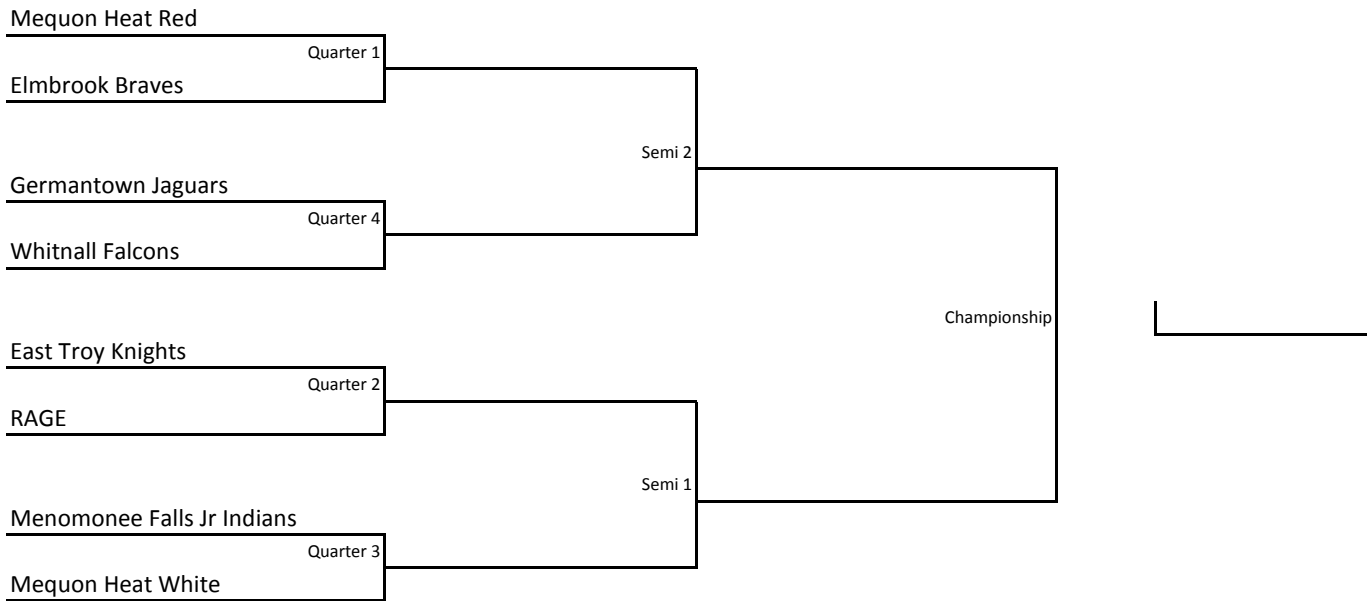 Mequon Heat Red
Quarter 1
Elmbrook Braves
Semi 2
Germantown Jaguars
Quarter 4
Whitnall Falcons
Championship
East Troy Knights
Quarter 2
RAGE
Semi 1
Menomonee Falls Jr Indians
Quarter 3
Mequon Heat White